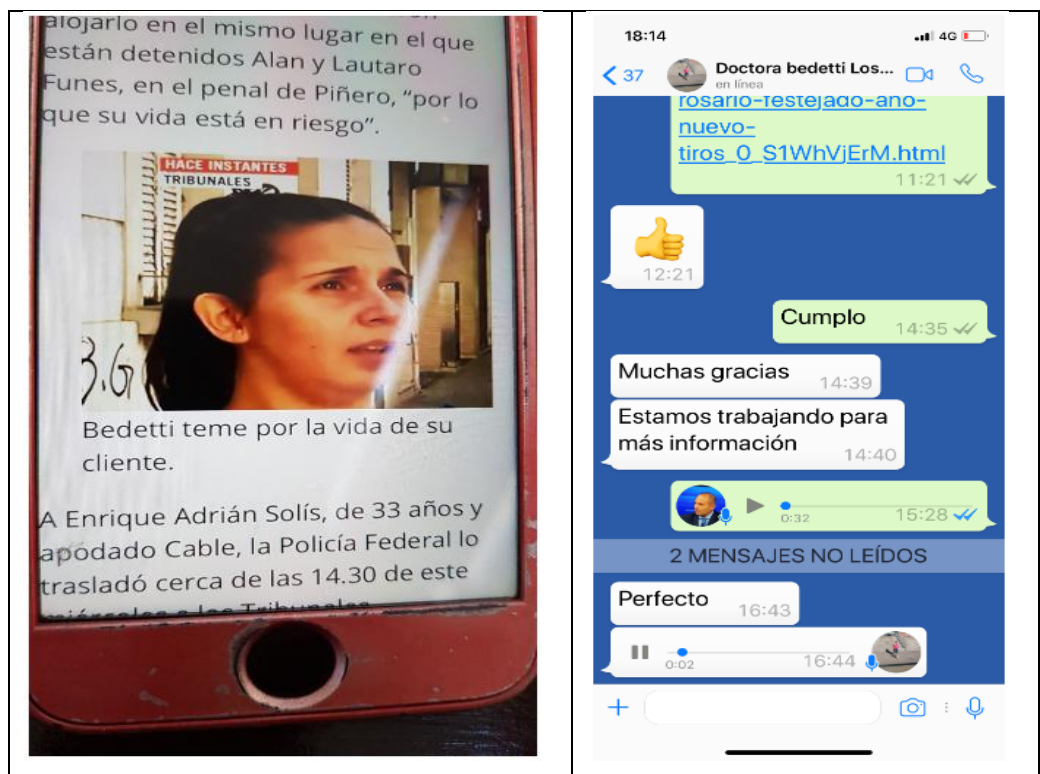 alojarlo en el mismo lugar en el que
están detenidos Alan y Lautaro
Funes, en el penal de Piñero, “por lo
que su vida está en riesgo”.
HACE INSTANTES
TRIBUNALES
3.G
Bedetti teme por la vida de su
cliente.
A Enrique Adrián Solís, de 33 años y
apodado Cable, la Policía Federal lo
trasladó cerca de las 14.30 de este
miércoles a los Tribunales
18:14
4G
37
Doctora bedetti Los...
en línea
rosario-festejado-ano-
nuevo-
tiros_0_S1WhVjErM.html
11:21
12:21
Cumplo
14:35
Muchas gracias
14:39
Estamos trabajando para
más información
14:40
0:32
15:28
2 MENSAJES NO LEÍDOS
Perfecto
16:43
0:02
16:44